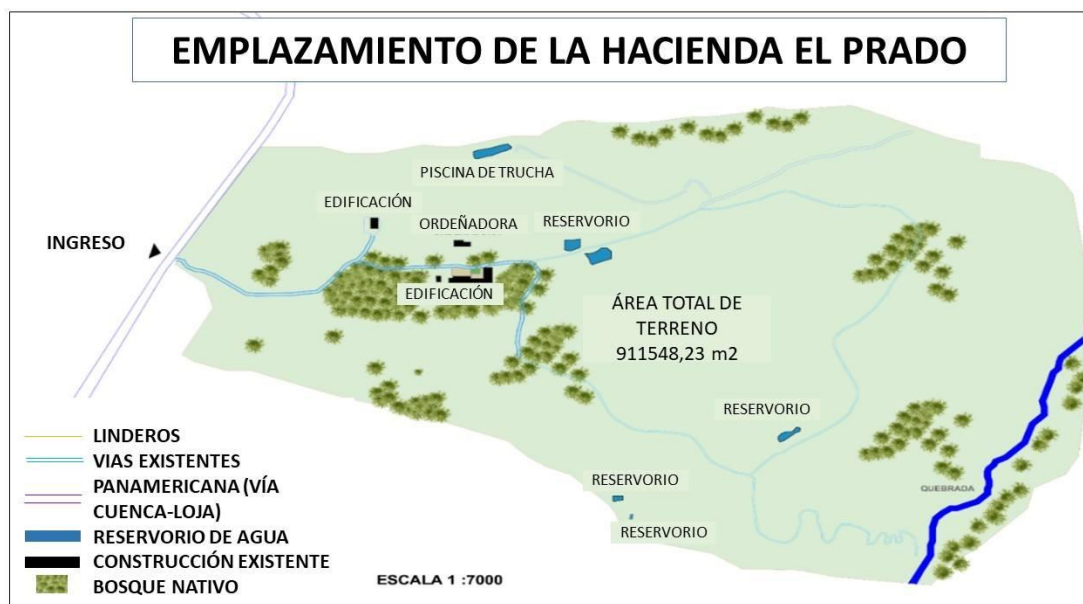 EMPLAZAMIENTO DE LA HACIENDA EL PRADO
PISCINA DE TRUCHA
EDIFICACIÓN
ORDEÑADORA
RESERVORIO
INGRESO
EDIFICACIÓN
ÁREA TOTAL DE
TERRENO
911548,23 m2
RESERVORIO
RESERVORIO
RESERVORIO
QUEBRADA
LINDEROS
VIAS EXISTENTES
PANAMERICANA (VÍA
CUENCA-LOJA)
RESERVORIO DE AGUA
CONSTRUCCIÓN EXISTENTE
BOSQUE NATIVO
ESCALA 1 :7000